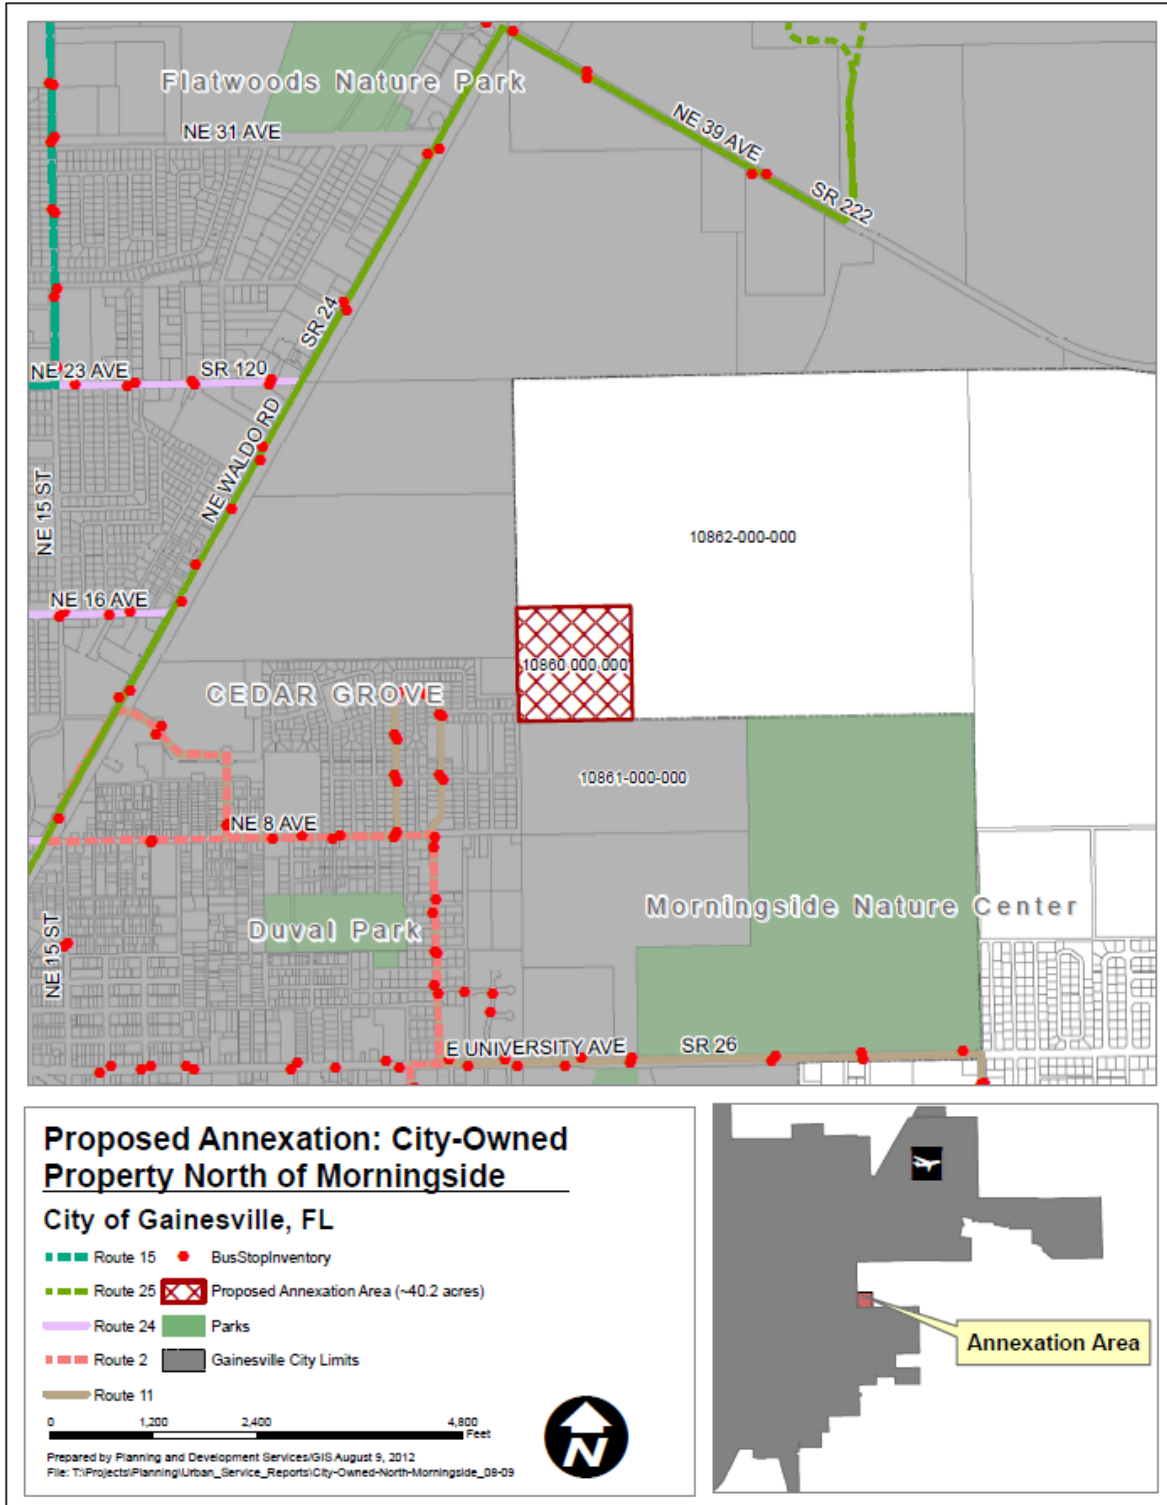 Flatwoods Nature Park
NE 31 AVE
NE 39 AVE
SR 222
SR 24
NE 23 AVE
SR 120
NE WALDO RD
NE 15 ST
10862-000-000
NE 16 AVE
10860 000 000
CEDAR GROVE
10861-000-000
NE 8 AVE
Morningside Nature Center
Duval Park
NE 15 ST
E UNIVERSITY AVE
SR 26
Proposed Annexation: City-Owned
Property North of Morningside
City of Gainesville, FL
Route 15
BusStopInventory
Route 25
Proposed Annexation Area (~40.2 acres)
Route 24
Parks
Route 2
Gainesville City Limits
Route 11
0 1,200 2,400 4,800
Feet
Prepared by Planning and Development Services/GIS August 9, 2012
File: T:\Projects\Planning\Urban_Service_Reports\City-Owned-North-Morningside_08-09
N
Annexation Area